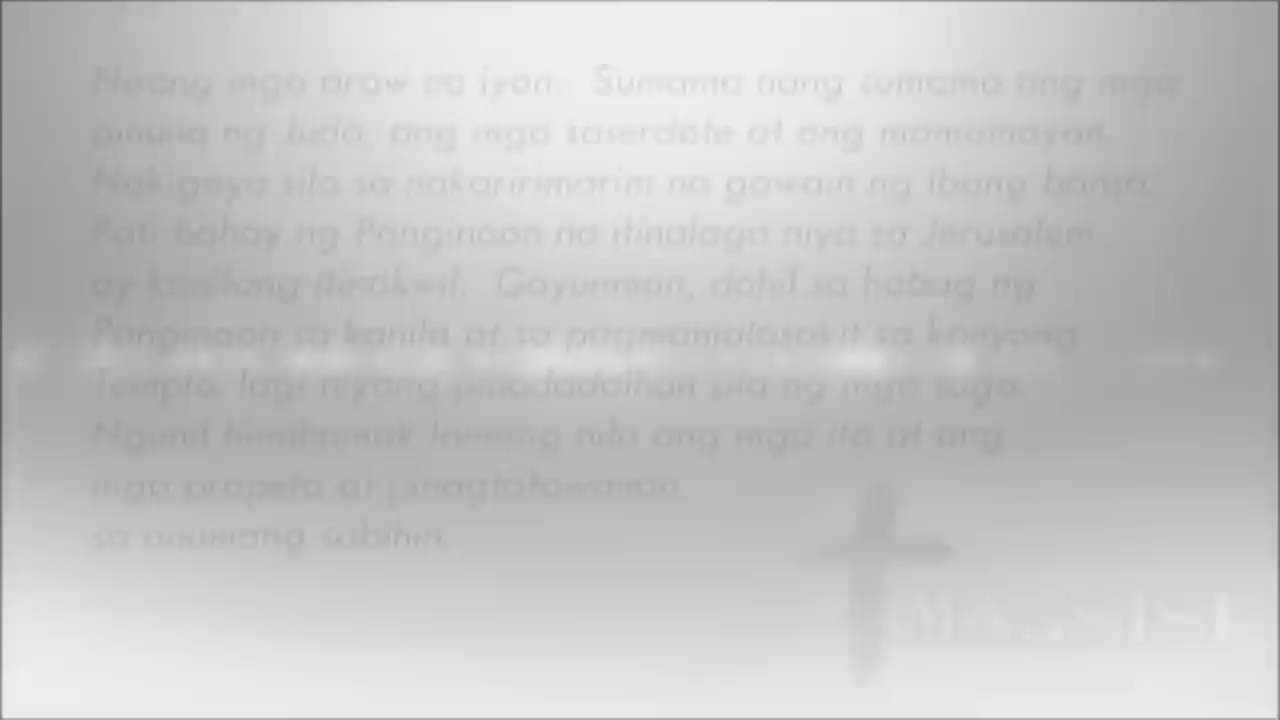 Noong mga araw na iyon: Sumama nang sumama ang mga
pinuno ng Juda, ang mga saserdote at ang mamamayan.
Nakigaya sila sa nakaririmarim na gawain ng ibang bansa.
Pati bahay ng Panginoon na itinalaga niya sa Jerusalem
ay kanilang itinakwil. Gayunman, dahil sa habag ng
Panginoon sa kanila at sa pagmamalasakit sa kanyang
Templo, lagi niyang pinadadalhan sila ng mga sugo.
Ngunit hinahamak lamang nila ang mga ito at ang
mga propeta at pinagtatawanan
sa anumang sabihin.